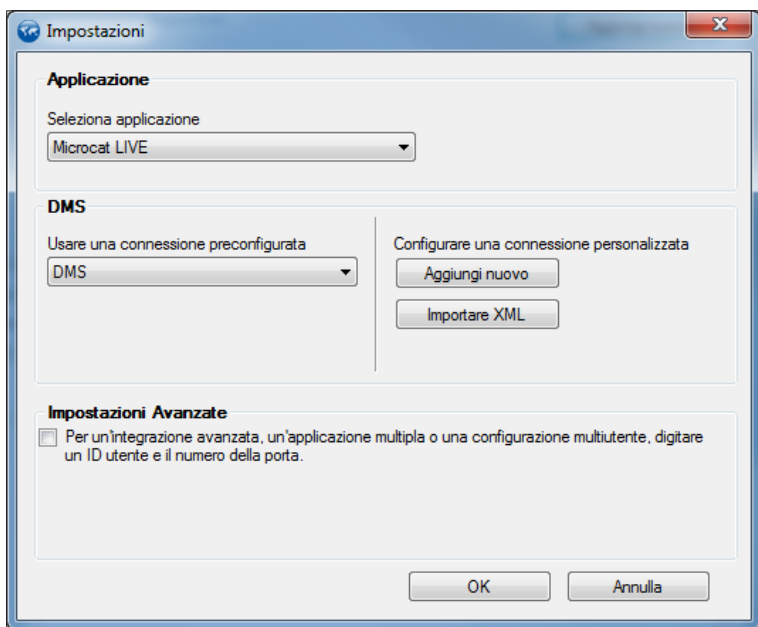 Impostazioni
Applicazione
Seleziona applicazione
Microcat LIVE
DMS
Usare una connessione preconfigurata
DMS
Configurare una connessione personalizzata
Aggiungi nuovo
Importare XML
Impostazioni Avanzate
Per un'integrazione avanzata, un'applicazione multipla o una configurazione multiutente, digitare
un ID utente e il numero della porta.
OK
Annulla